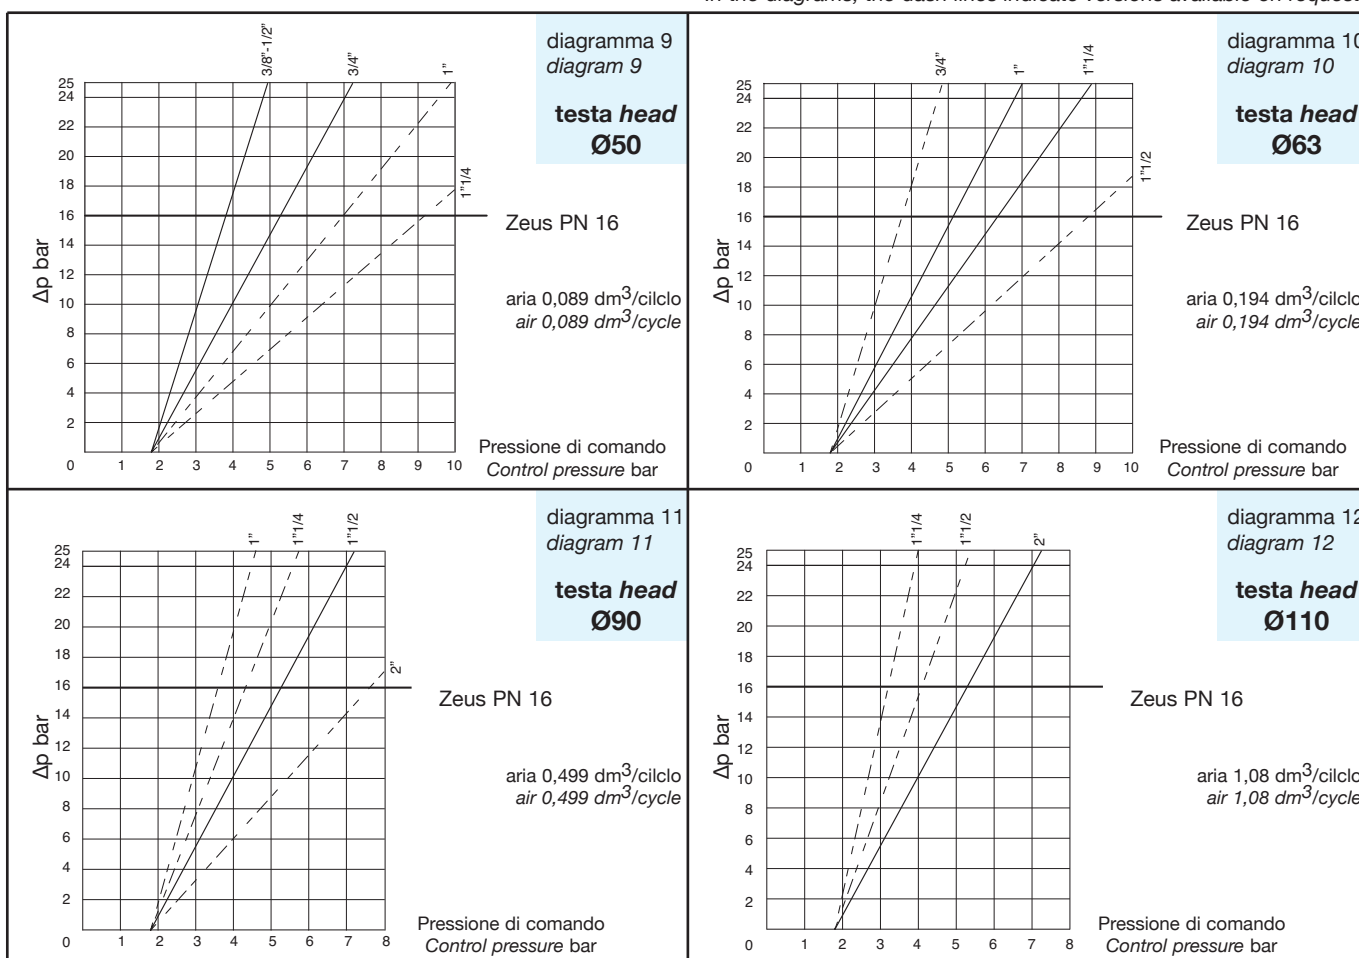 In the diagrams, the dash lines indicate versions available on request
diagramma 9
diagram 9
testa head
Ø50
3/8"-1/2"
3/4"
1"
1"1/4
25
24
22
20
18
16
14
12
10
8
6
4
2
0 1 2 3 4 5 6 7 8 9 10
Δp bar
Zeus PN 16
aria 0,089 dm3/cilclo
air 0,089 dm3/cycle
Pressione di comando
Control pressure bar
diagramma 10
diagram 10
testa head
Ø63
3/4"
1"
1"1/4
1"1/2
25
24
22
20
18
16
14
12
10
8
6
4
2
0 1 2 3 4 5 6 7 8 9 10
Δp bar
Zeus PN 16
aria 0,194 dm3/cilclo
air 0,194 dm3/cycle
Pressione di comando
Control pressure bar
diagramma 11
diagram 11
testa head
Ø90
1"
1"1/4
1"1/2
2"
25
24
22
20
18
16
14
12
10
8
6
4
2
0 1 2 3 4 5 6 7 8
Δp bar
Zeus PN 16
aria 0,499 dm3/cilclo
air 0,499 dm3/cycle
Pressione di comando
Control pressure bar
diagramma 12
diagram 12
testa head
Ø110
1"1/4
1"1/2
2"
25
24
22
20
18
16
14
12
10
8
6
4
2
0 1 2 3 4 5 6 7 8
Δp bar
Zeus PN 16
aria 1,08 dm3/cilclo
air 1,08 dm3/cycle
Pressione di comando
Control pressure bar